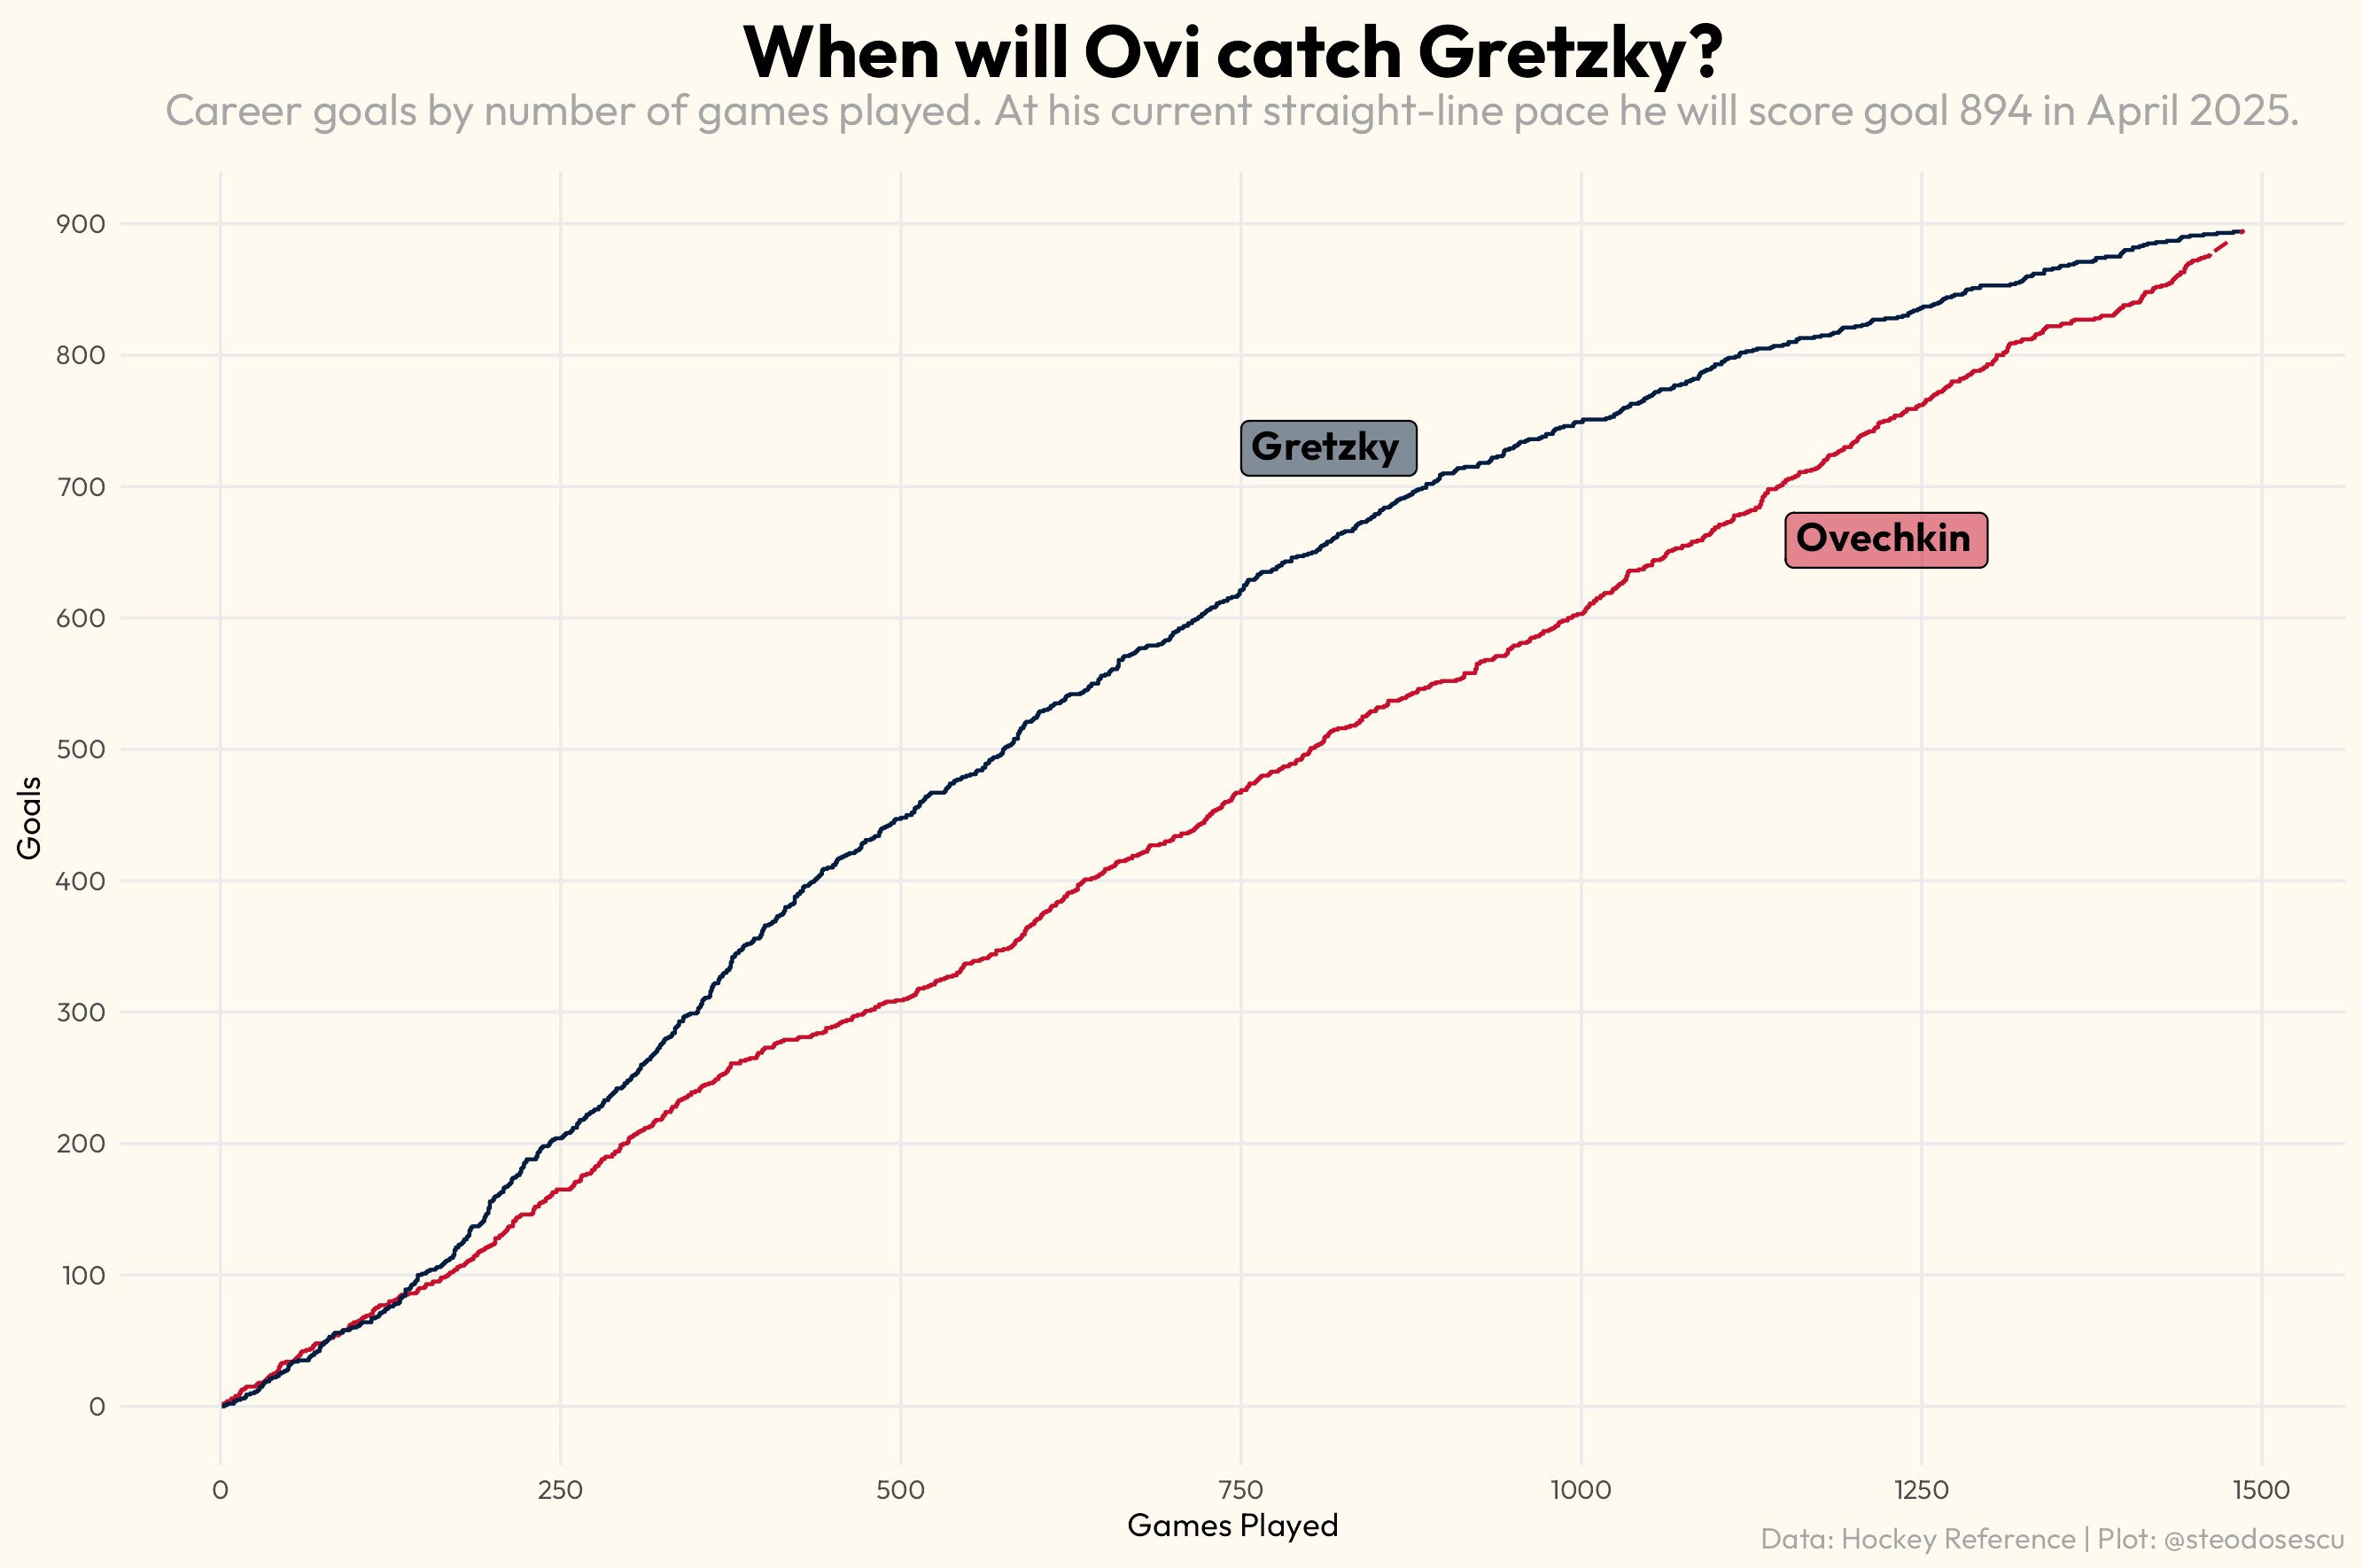 When will Ovi catch Gretzky?
Career goals by number of games played. At his current straight-line pace he will score goal 894 in April 2025.
900
800
700
600
500
400
300
200
100
0
Goals
Gretzky
Ovechkin
0 250 500 750 1000 1250 1500
Games Played
Data: Hockey Reference | Plot: @steodosescu